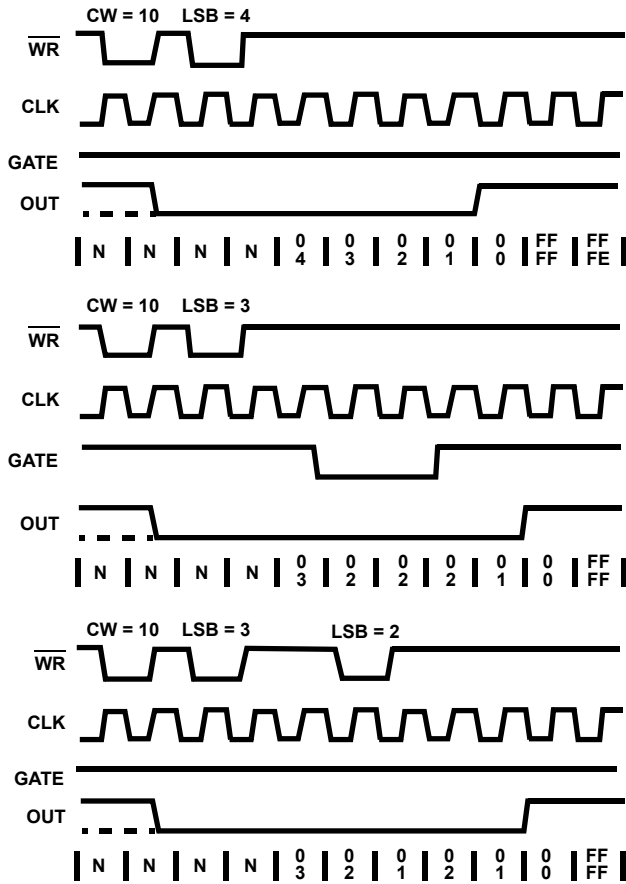 CW = 10 LSB = 4
WR
CLK
GATE
OUT
N N N N 0 0 0 0 0 FF FF
4 3 2 1 0 FF FE
CW = 10 LSB = 3
WR
CLK
GATE
OUT
N N N N 0 0 0 0 0 0 FF
3 2 2 2 1 0 FF
CW = 10 LSB = 3 LSB = 2
WR
CLK
GATE
OUT
N N N N 0 0 0 0 0 0 FF
3 2 1 2 1 0 FF